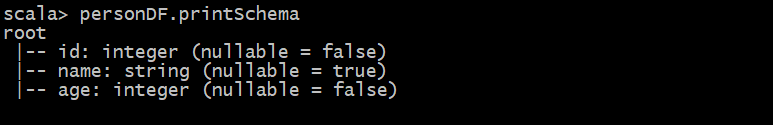 scala> personDF.printSchema
root
 |-- id: integer (nullable = false)
 |-- name: string (nullable = true)
 |-- age: integer (nullable = false)